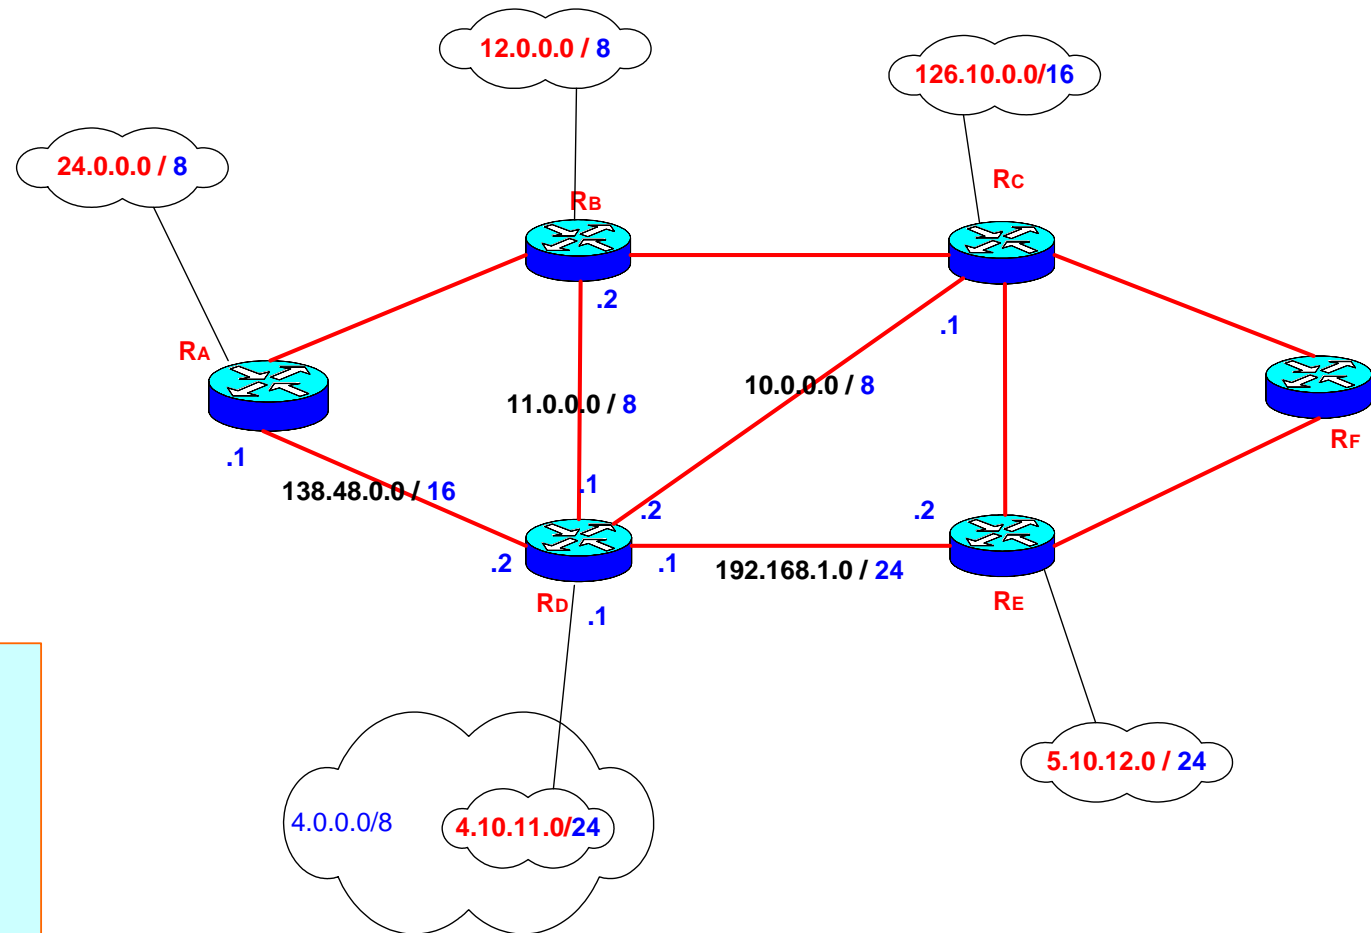 12.0.0.0 / 8
126.10.0.0/16
24.0.0.0 / 8
RC
RB
.2
.1
RA
10.0.0.0 / 8
11.0.0.0 / 8
RF
.1
138.48.0.0 / 16
.1
.2
.2
.2
.1
192.168.1.0 / 24
RD
RE
.1
5.10.12.0 / 24
4.0.0.0/8
4.10.11.0/24